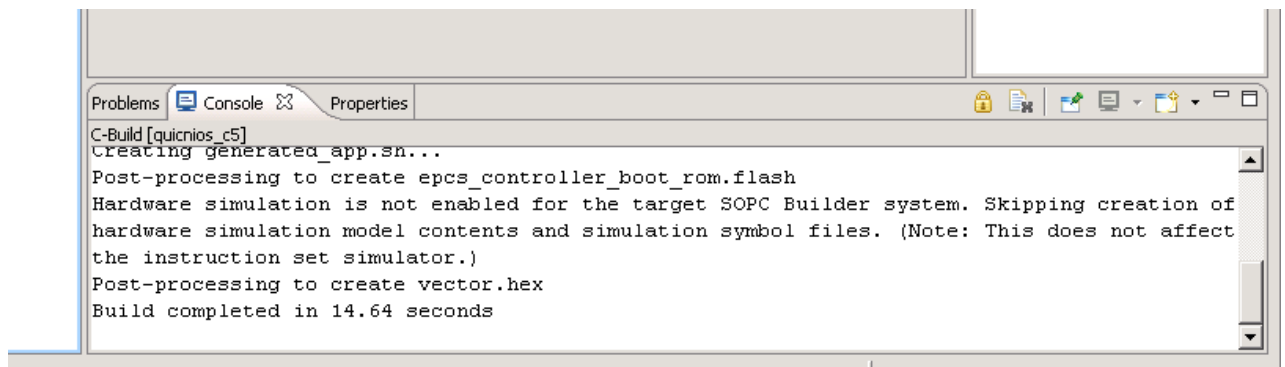 Problems Console Properties
C-Build [quicnios_c5]
Creating generated_app.sh...
Post-processing to create epcs_controller_boot_rom.flash
Hardware simulation is not enabled for the target SOPC Builder system. Skipping creation of
hardware simulation model contents and simulation symbol files. (Note: This does not affect
the instruction set simulator.)
Post-processing to create vector.hex
Build completed in 14.64 seconds